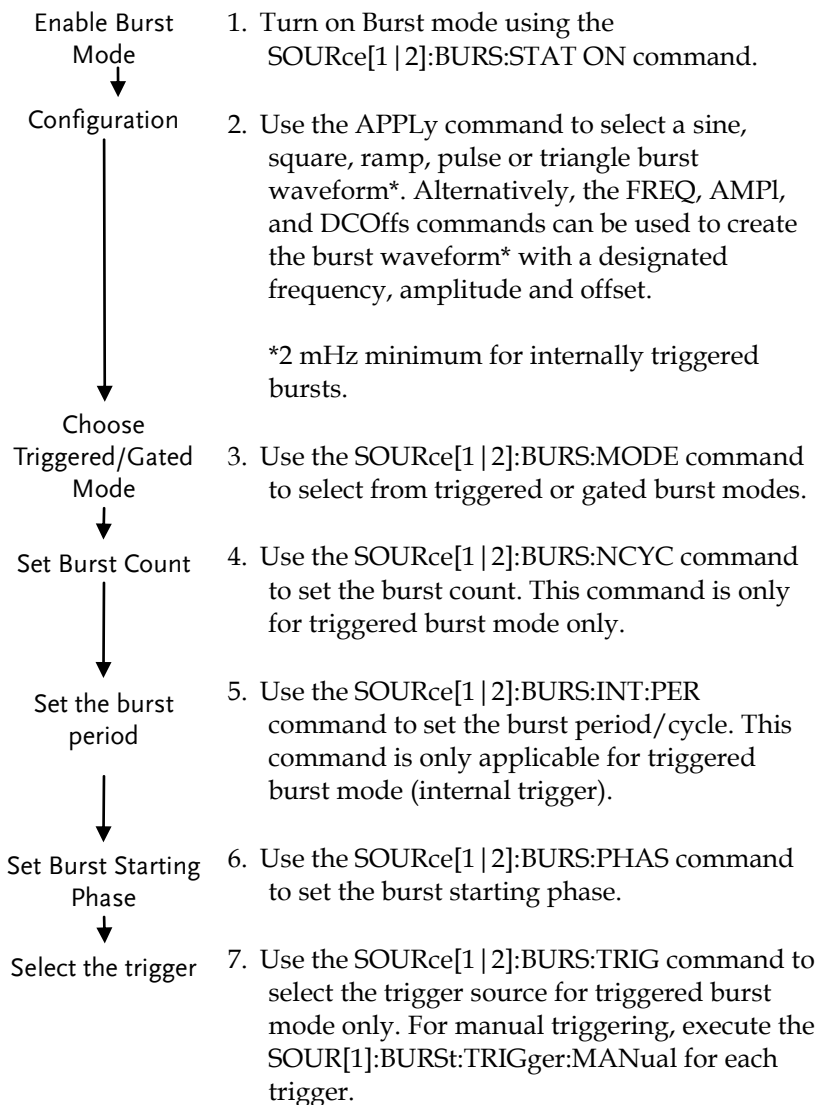 Enable Burst
Mode
1. Turn on Burst mode using the
SOURce[1|2]:BURS:STAT ON command.
Configuration
2. Use the APPLy command to select a sine,
square, ramp, pulse or triangle burst
waveform*. Alternatively, the FREQ, AMPl,
and DCOffs commands can be used to create
the burst waveform* with a designated
frequency, amplitude and offset.
*2 mHz minimum for internally triggered
bursts.
Choose
Triggered/Gated
Mode
3. Use the SOURce[1|2]:BURS:MODE command
to select from triggered or gated burst modes.
Set Burst Count
4. Use the SOURce[1|2]:BURS:NCYC command
to set the burst count. This command is only
for triggered burst mode only.
Set the burst
period
5. Use the SOURce[1|2]:BURS:INT:PER
command to set the burst period/cycle. This
command is only applicable for triggered
burst mode (internal trigger).
Set Burst Starting
Phase
6. Use the SOURce[1|2]:BURS:PHAS command
to set the burst starting phase.
Select the trigger
7. Use the SOURce[1|2]:BURS:TRIG command to
select the trigger source for triggered burst
mode only. For manual triggering, execute the
SOUR[1]:BURSt:TRIGger:MANual for each
trigger.